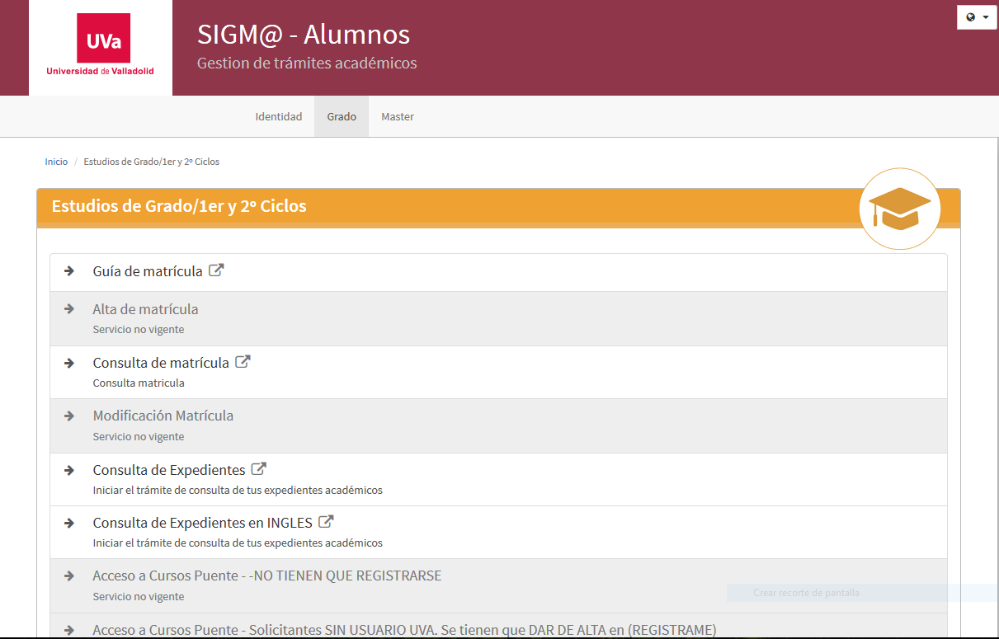 UVa
Universidad de Valladolid
SIGM@ - Alumnos
Gestion de trámites académicos
Identidad Grado Master
Inicio / Estudios de Grado/1er y 2º Ciclos
Estudios de Grado/1er y 2º Ciclos
Guía de matrícula
Alta de matrícula
Servicio no vigente
Consulta de matrícula
Consulta matricula
Modificación Matrícula
Servicio no vigente
Consulta de Expedientes
Iniciar el trámite de consulta de tus expedientes académicos
Consulta de Expedientes en INGLES
Iniciar el trámite de consulta de tus expedientes académicos
Acceso a Cursos Puente - -NO TIENEN QUE REGISTRARSE
Servicio no vigente
Crear recorte de pantalla
Acceso a Cursos Puente - Solicitantes SIN USUARIO UVA. Se tienen que DAR DE ALTA en (REGISTRAME)